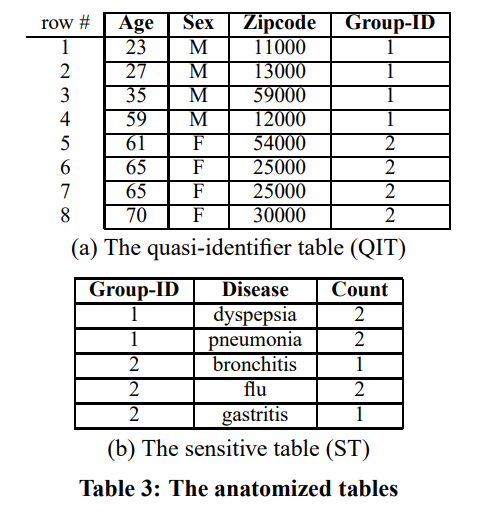 row # Age Sex Zipcode Group-ID
1 23 M 11000 1
2 27 M 13000 1
3 35 M 59000 1
4 59 M 12000 1
5 61 F 54000 2
6 65 F 25000 2
7 65 F 25000 2
8 70 F 30000 2
(a) The quasi-identifier table (QIT)
Group-ID Disease Count
1 dyspepsia 2
1 pneumonia 2
2 bronchitis 1
2 flu 2
2 gastritis 1
(b) The sensitive table (ST)
Table 3: The anatomized tables